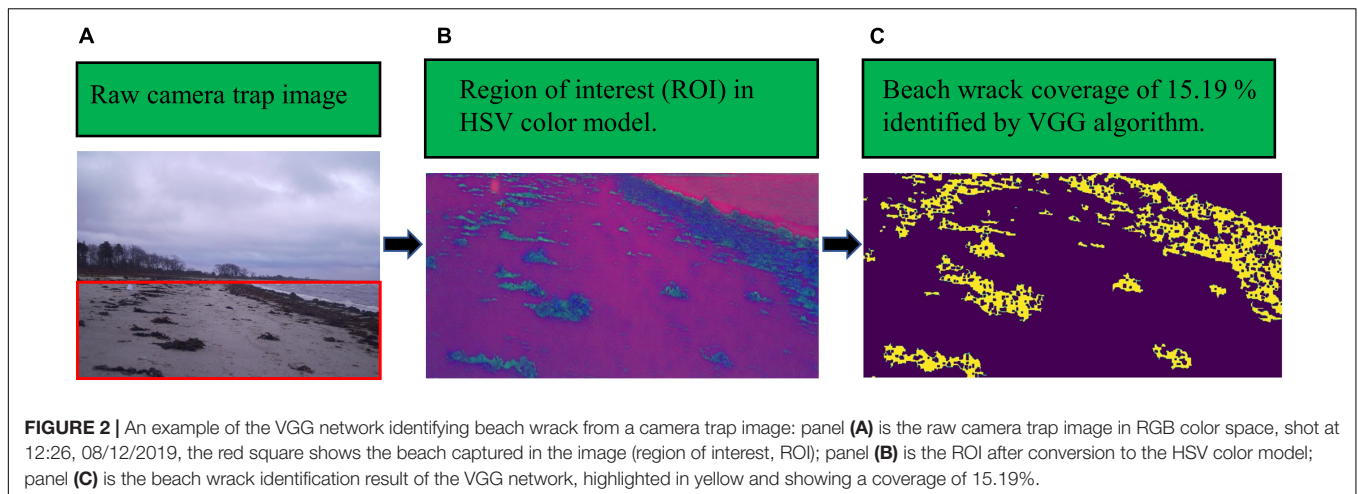 A
B
C
Raw camera trap image
Region of interest (ROI) in
HSV color model.
Beach wrack coverage of 15.19 %
identified by VGG algorithm.
FIGURE 2 | An example of the VGG network identifying beach wrack from a camera trap image: panel (A) is the raw camera trap image in RGB color space, shot at
12:26, 08/12/2019, the red square shows the beach captured in the image (region of interest, ROI); panel (B) is the ROI after conversion to the HSV color model;
panel (C) is the beach wrack identification result of the VGG network, highlighted in yellow and showing a coverage of 15.19%.